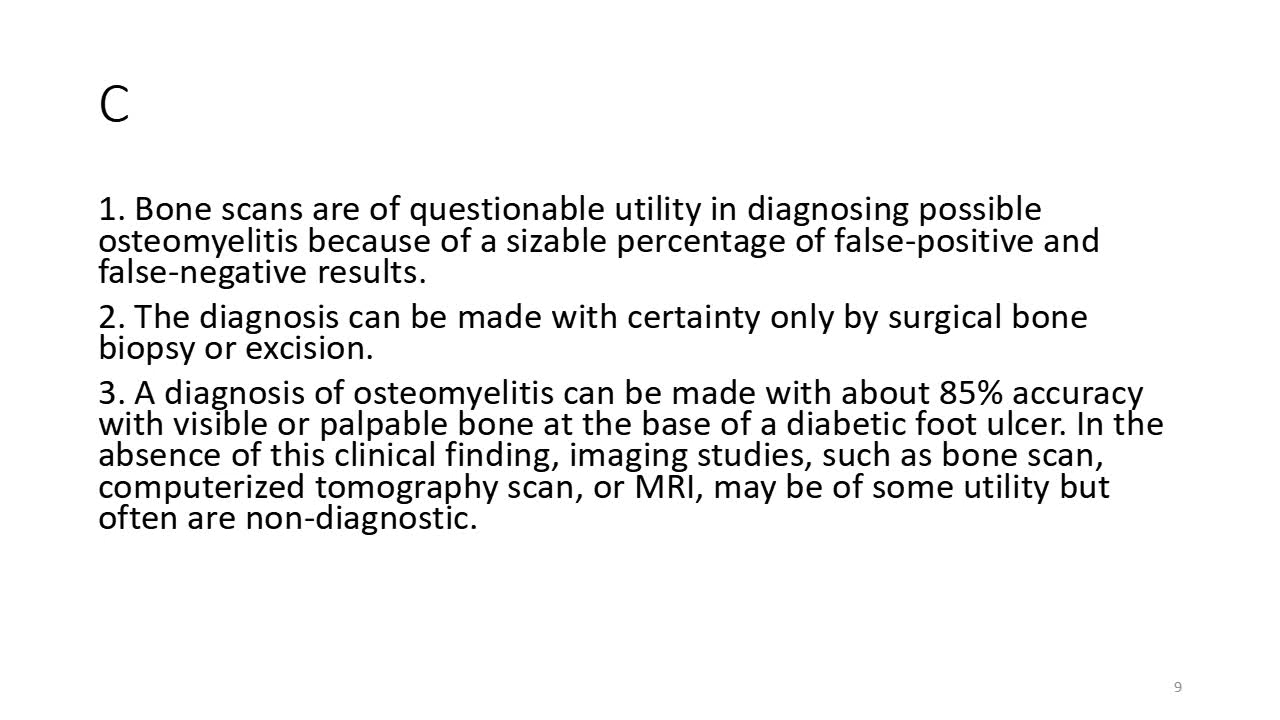 C
1. Bone scans are of questionable utility in diagnosing possible
osteomyelitis because of a sizable percentage of false-positive and
false-negative results.
2. The diagnosis can be made with certainty only by surgical bone
biopsy or excision.
3. A diagnosis of osteomyelitis can be made with about 85% accuracy
with visible or palpable bone at the base of a diabetic foot ulcer. In the
absence of this clinical finding, imaging studies, such as bone scan,
computerized tomography scan, or MRI, may be of some utility but
often are non-diagnostic.
9